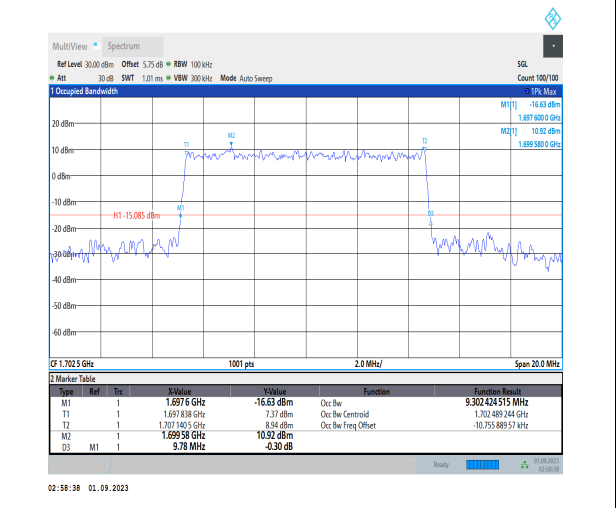 MultiView Spectrum
Ref Level 30.00 dBm Offset 5.75 dB RBW 100 kHz SGL
Att 30 dB SWT 1.01 ms VBW 300 kHz Mode Auto Sweep Count 100/100
1 Occupied Bandwidth 1Pk Max
M1[1] -16.63 dBm
1.697 600 0 GHz
M2[1] 10.92 dBm
1.699 580 0 GHz
20 dBm
M2
T1
T2
10 dBm
0 dBm
-10 dBm
M1
D3
H1 -15.085 dBm
-20 dBm
-30 dBm
-40 dBm
-50 dBm
-60 dBm
CF 1.702 5 GHz 1001 pts 2.0 MHz/ Span 20.0 MHz
2 Marker Table
Type Ref Trc X-Value Y-Value Function Function Result
M1 1 1.697 6 GHz -16.63 dBm Occ Bw 9.302 424 515 MHz
T1 1 1.697 838 GHz 7.37 dBm Occ Bw Centroid 1.702 489 244 GHz
T2 1 1.707 140 5 GHz 8.94 dBm Occ Bw Freq Offset -10.755 889 57 kHz
M2 1 1.699 58 GHz 10.92 dBm
D3 M1 1 9.78 MHz -0.30 dB
Ready 01.09.2023
02:58:38
02:58:38 01.09.2023